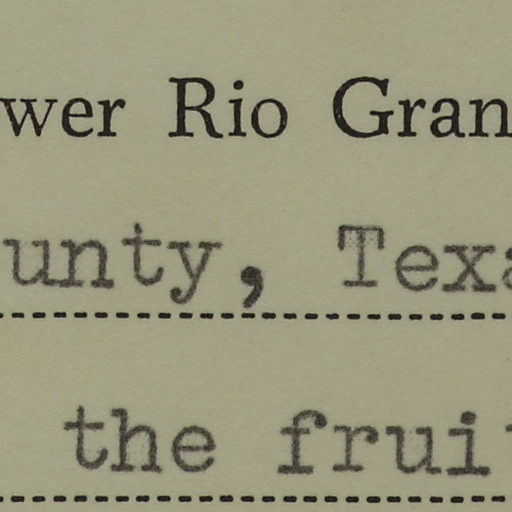 wer Rio Gran
unty, Texa
the frui